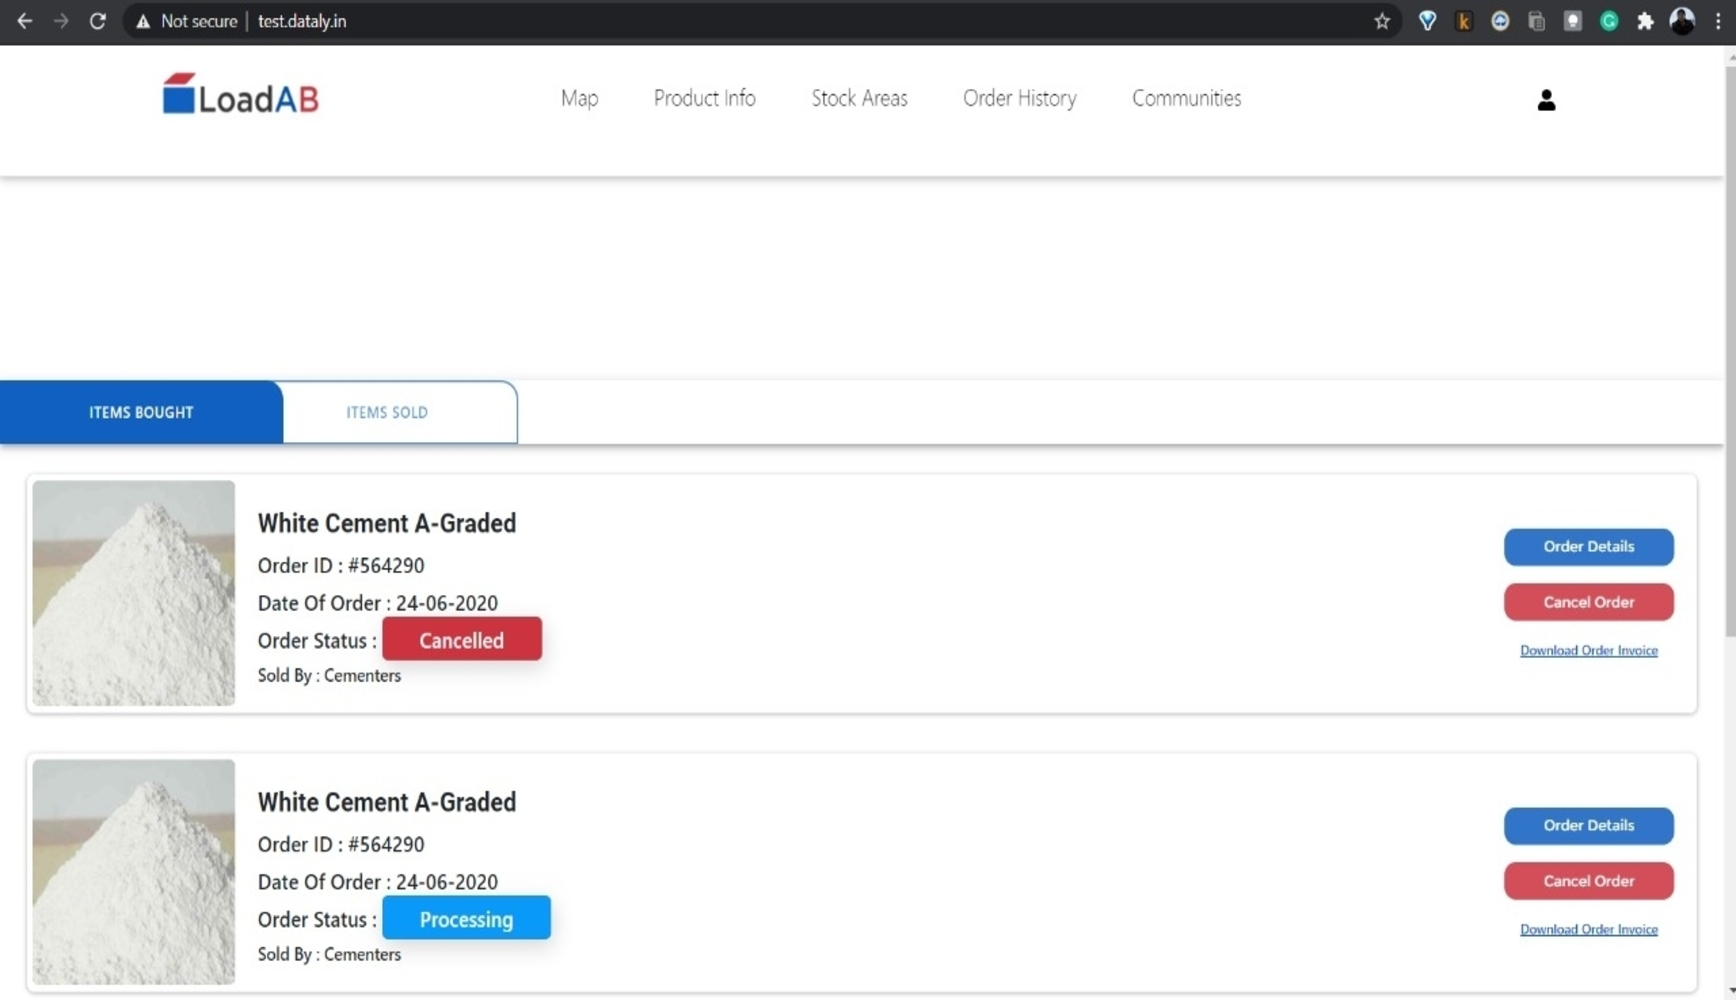 Not secure | test.dataly.in
LoadAB
Map Product Info Stock Areas Order History Communities
ITEMS BOUGHT ITEMS SOLD
White Cement A-Graded
Order ID : #564290
Date Of Order : 24-06-2020
Order Status : Cancelled
Sold By : Cementers
Order Details
Cancel Order
Download Order Invoice
White Cement A-Graded
Order ID : #564290
Date Of Order : 24-06-2020
Order Status : Processing
Sold By : Cementers
Order Details
Cancel Order
Download Order Invoice